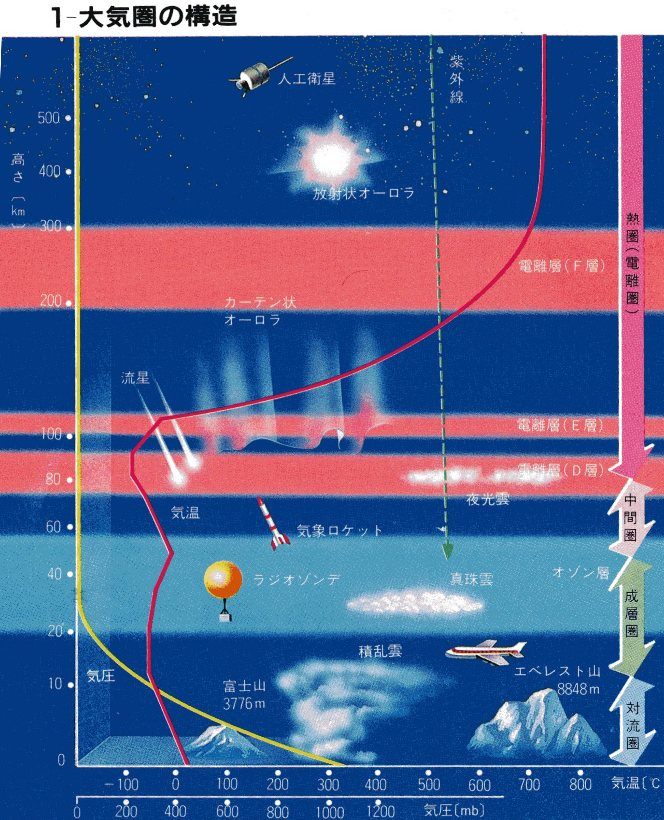 1-大気圏の構造
人工衛星
紫外線
高さ〔km〕
500
400
300
200
100
80
60
40
20
10
0
放射状オーロラ
電離層(F層)
熱圏(電離圏)
カーテン状
オーロラ
流星
電離層(E層)
電離層(D層)
夜光雲
中間圏
気温
気象ロケット
オゾン層
ラジオゾンデ
真珠雲
成層圏
積乱雲
気圧
富士山
3776m
エベレスト山
8848m
対流圏
-100 0 100 200 300 400 500 600 700 800 気温〔℃
0 200 400 600 800 1000 1200 気圧〔mb〕